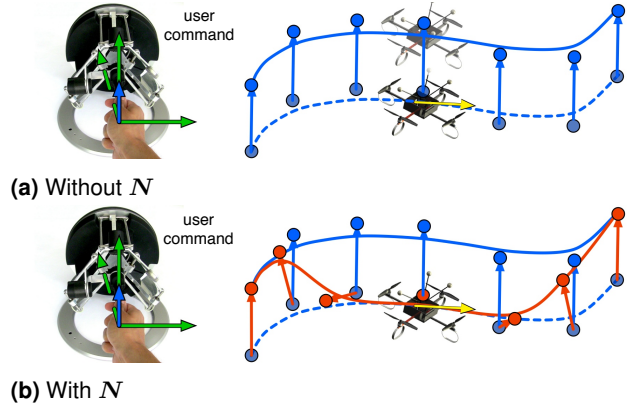 user
command
(a) Without N
user
command
(b) With N